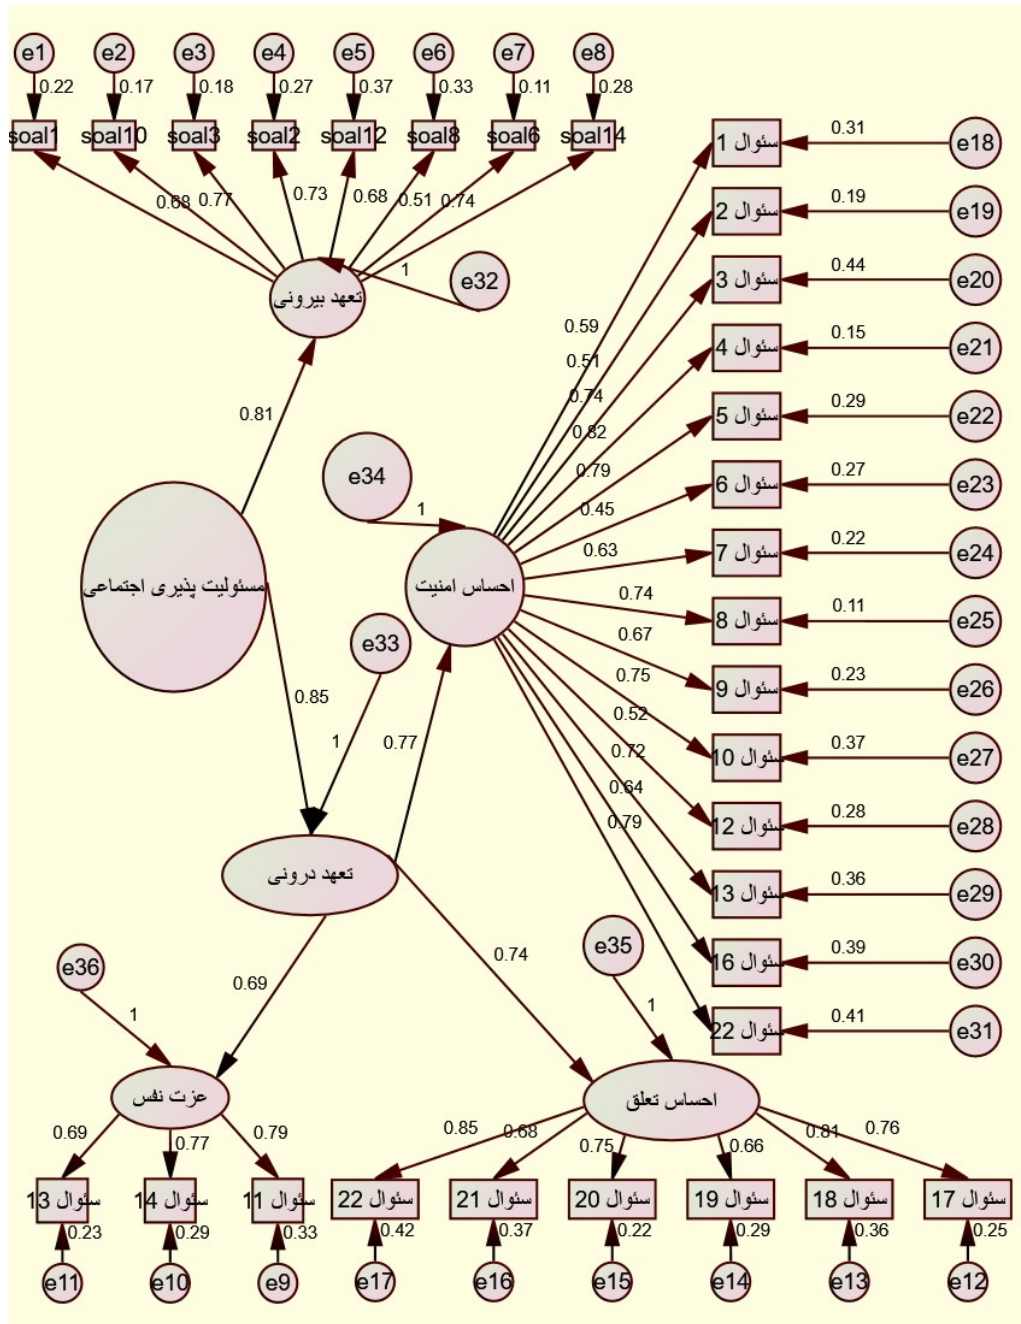 e1 e2 e3 e4 e5 e6 e7 e8
0.22 0.17 0.18 0.27 0.37 0.33 0.11 0.28
soal1 soal10 soal3 soal2 soal12 soal8 soal6 soal14
0.68 0.77 0.73 0.68 0.51 0.74
تعهد بیرونی
1
e32
0.81
مسئولیت پذیری اجتماعی
e34
1
احساس امنیت
e33
0.85
1
0.77
تعهد درونی
0.59
0.51
0.74
0.82
0.79
0.45
0.63
0.74
0.67
0.75
0.52
0.72
0.64
0.79
سئوال 1 0.31 e18
سئوال 2 0.19 e19
سئوال 3 0.44 e20
سئوال 4 0.15 e21
سئوال 5 0.29 e22
سئوال 6 0.27 e23
سئوال 7 0.22 e24
سئوال 8 0.11 e25
سئوال 9 0.23 e26
سئوال 10 0.37 e27
سئوال 12 0.28 e28
سئوال 13 0.36 e29
سئوال 16 0.39 e30
سئوال 22 0.41 e31
e36
1
0.69
0.74
e35
1
عزت نفس
احساس تعلق
0.69 0.77 0.79
0.85 0.68 0.75 0.66 0.81 0.76
سئوال 13
سئوال 14
سئوال 11
سئوال 22
سئوال 21
سئوال 20
سئوال 19
سئوال 18
سئوال 17
0.23 0.29 0.33 0.42 0.37 0.22 0.29 0.36 0.25
e11 e10 e9 e17 e16 e15 e14 e13 e12